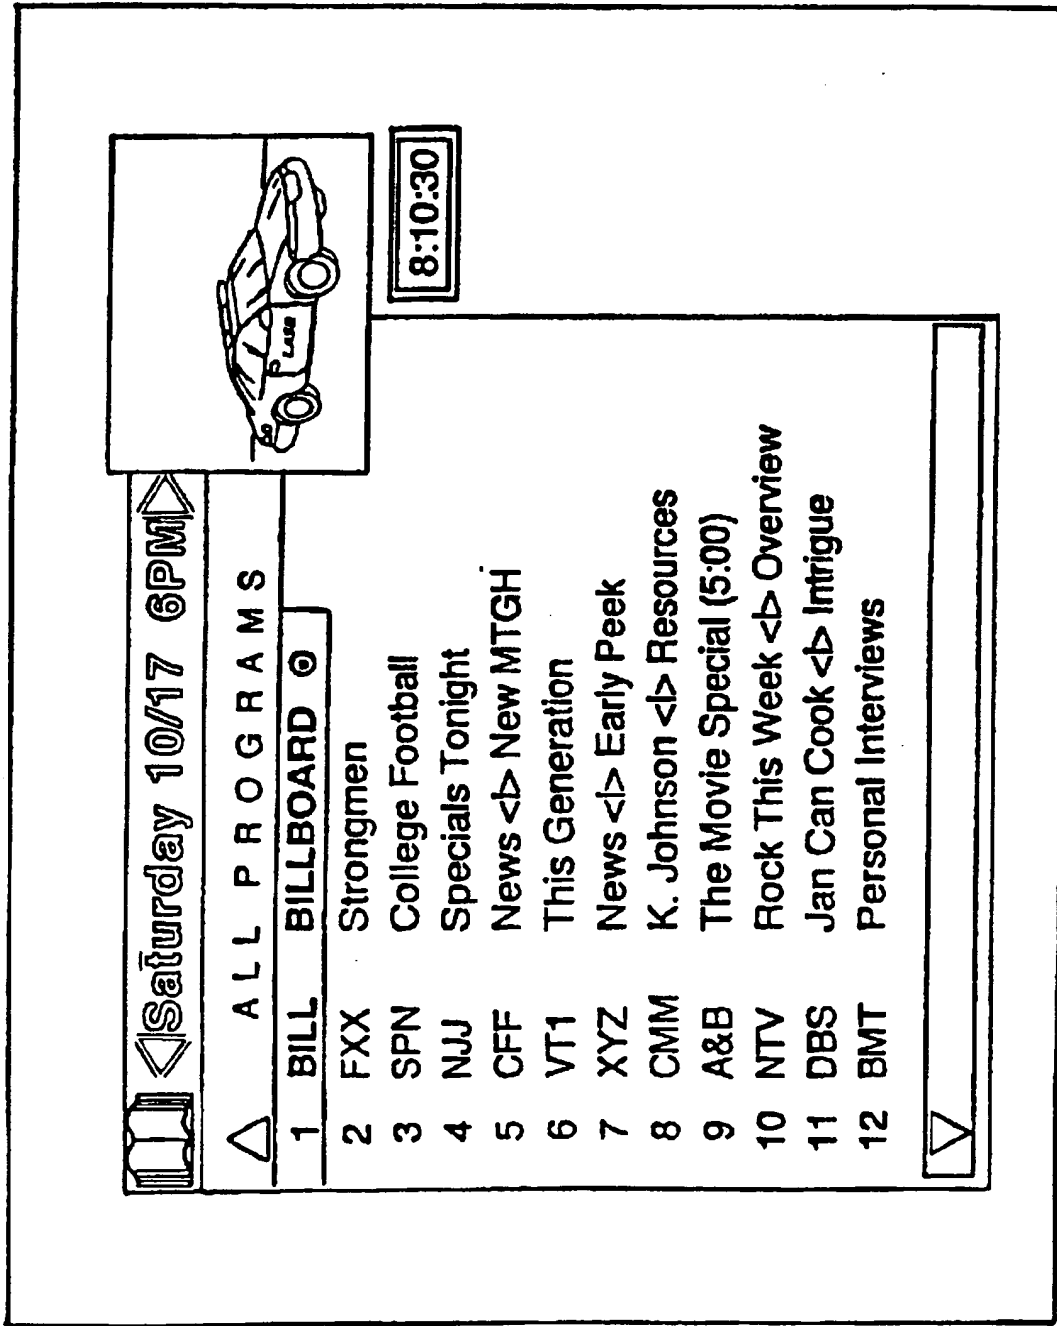 Saturday 10/17 6PM
ALL PROGRAMS
1 BILL BILLBOARD
2 FXX Strongmen
3 SPN College Football
4 NJJ Specials Tonight
5 CFF News <I> New MTGH
6 VT1 This Generation
7 XYZ News <I> Early Peek
8 CMM K. Johnson <I> Resources
9 A&B The Movie Special (5:00)
10 NTV Rock This Week <I> Overview
11 DBS Jan Can Cook <I> Intrigue
12 BMT Personal Interviews
8:10:30